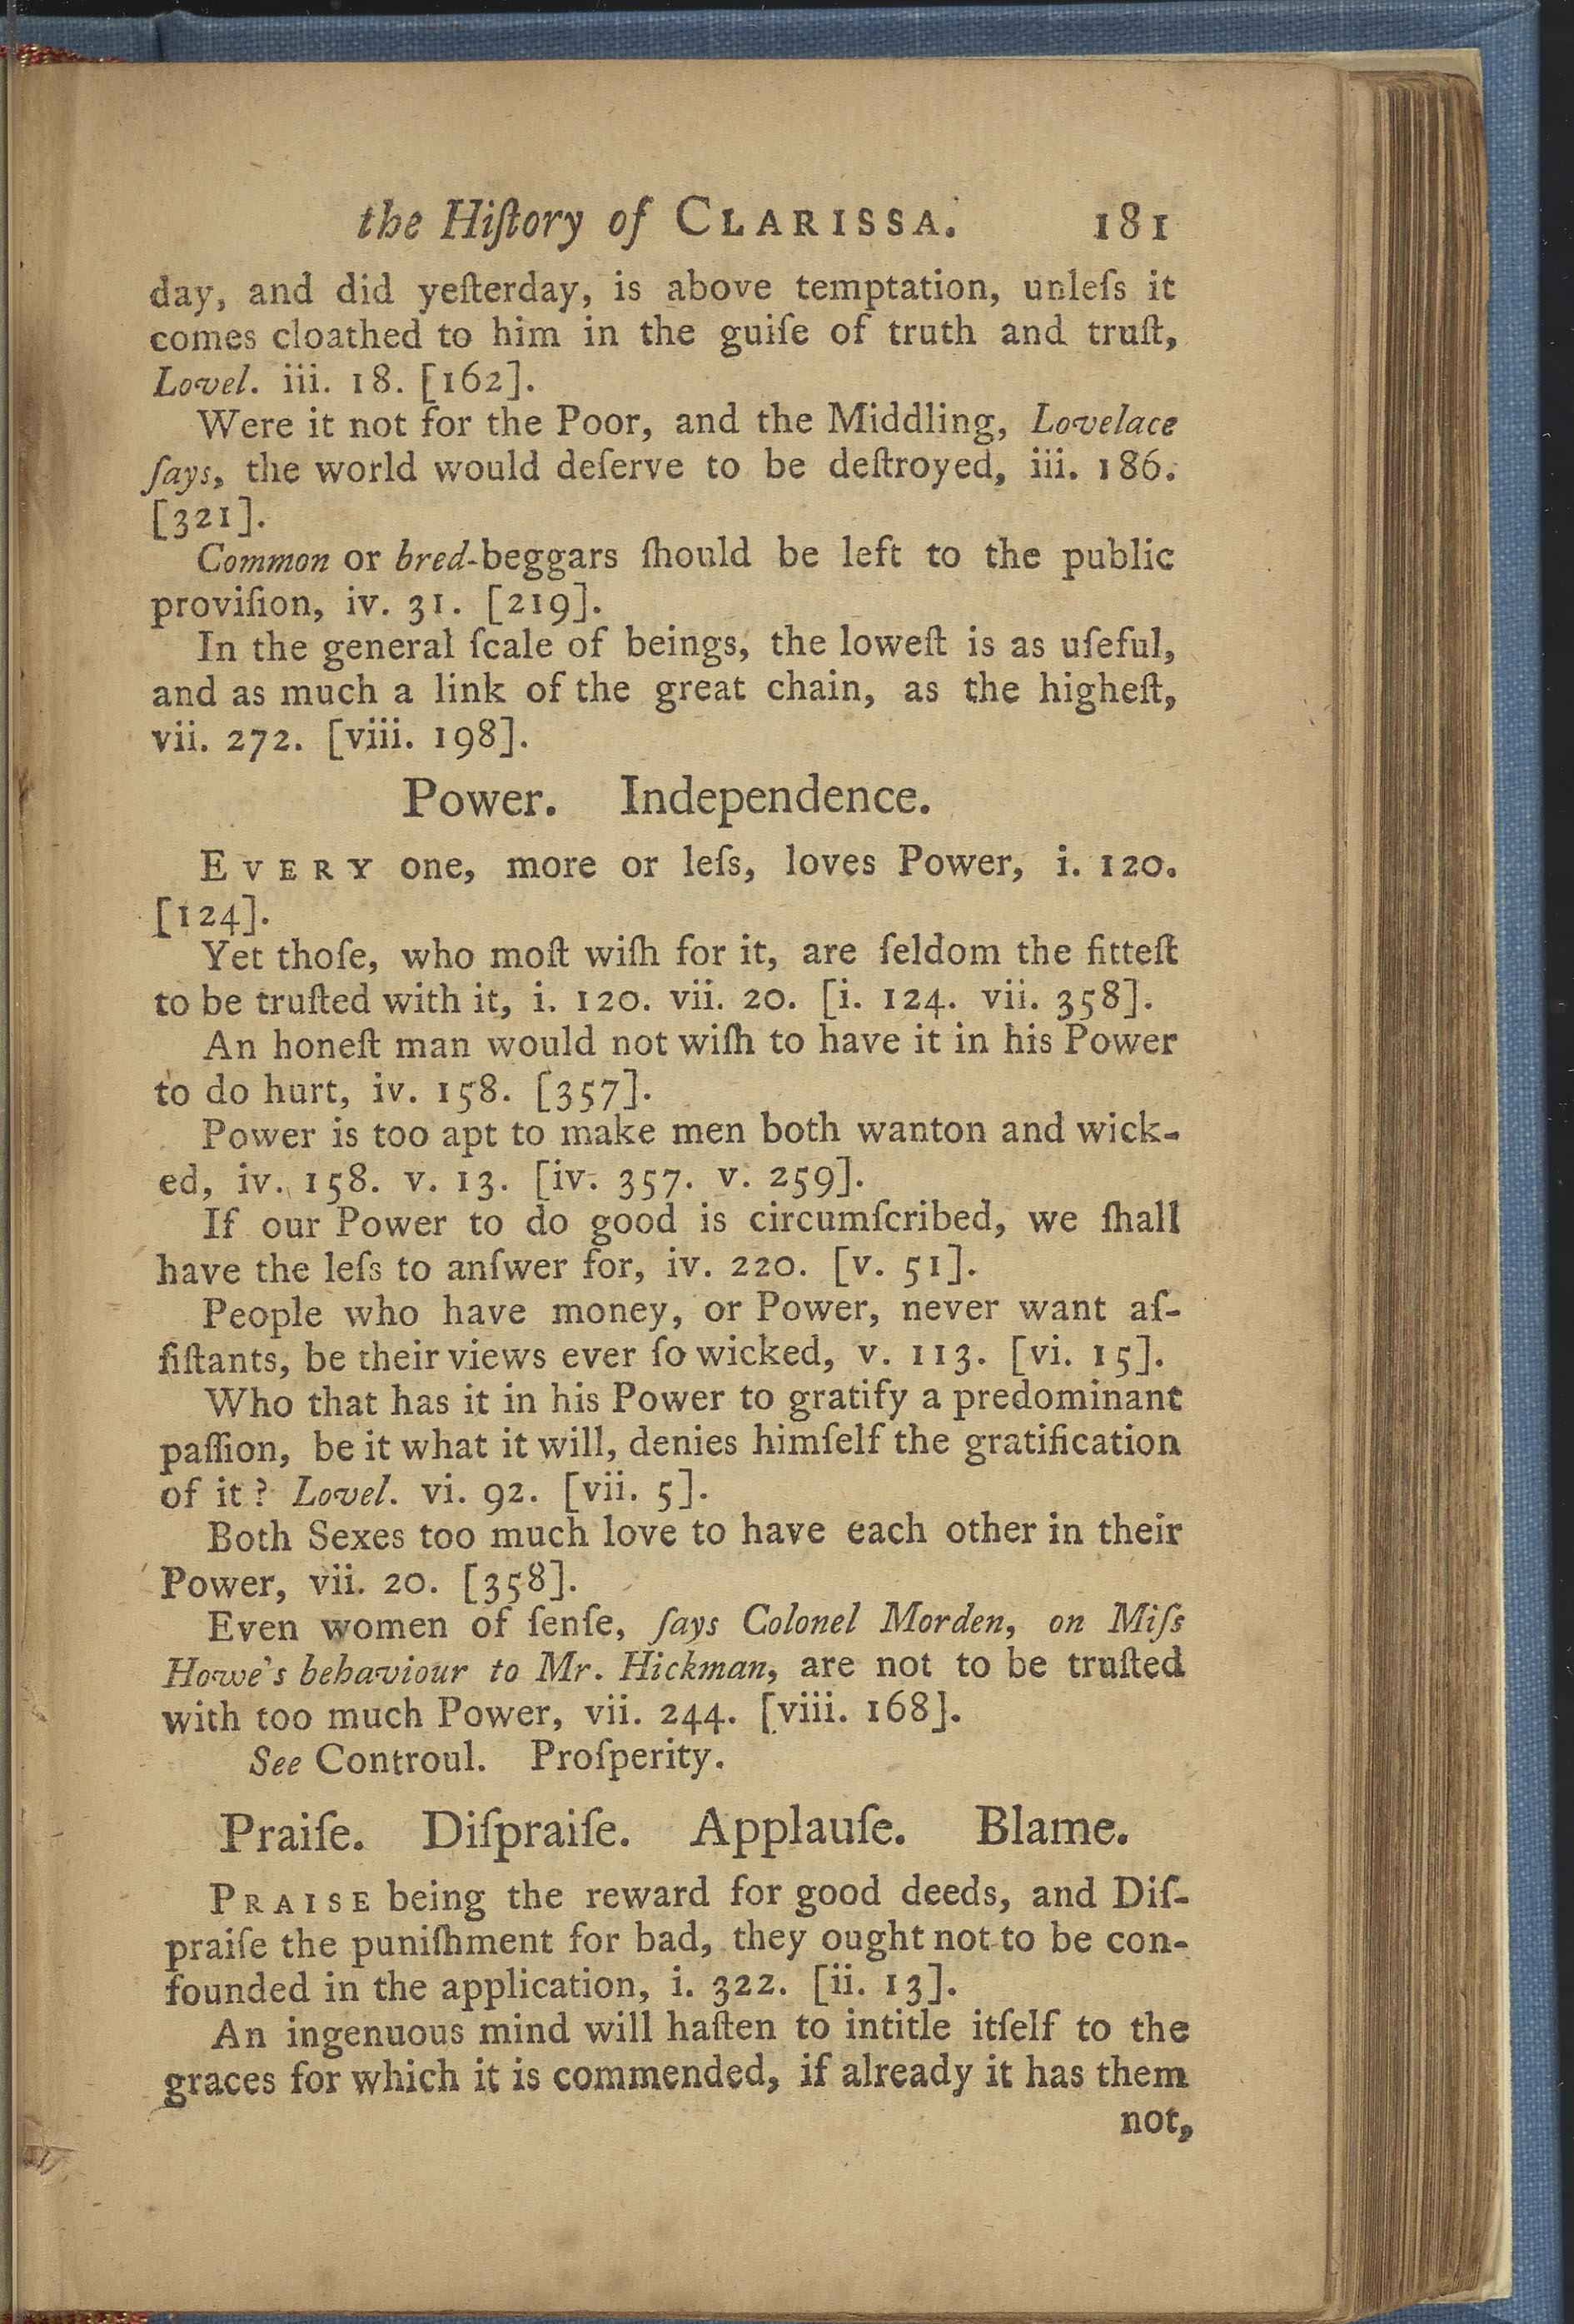 the Hiſtory of CLARISSA. 181
day, and did yeſterday, is above temptation, unleſs it
comes cloathed to him in the guiſe of truth and truſt,
Lovel. iii. 18. [162].
Were it not for the Poor, and the Middling, Lovelace
ſays, the world would deſerve to be deſtroyed, iii. 186.
[321].
Common or bred-beggars ſhould be left to the public
proviſion, iv. 31. [219].
In the general ſcale of beings, the loweſt is as uſeful,
and as much a link of the great chain, as the higheſt,
vii. 272. [viii. 198].
Power. Independence.
EVERY one, more or leſs, loves Power, i. 120.
[124].
Yet thoſe, who moſt wiſh for it, are ſeldom the fitteſt
to be truſted with it, i. 120. vii. 20. [i. 124. vii. 358].
An honeſt man would not wiſh to have it in his Power
to do hurt, iv. 158. [357].
Power is too apt to make men both wanton and wick-
ed, iv. 158. v. 13. [iv. 357. v. 259].
If our Power to do good is circumſcribed, we ſhall
have the leſs to anſwer for, iv. 220. [v. 51].
People who have money, or Power, never want aſ-
ſiſtants, be their views ever ſo wicked, v. 113. [vi. 15].
Who that has it in his Power to gratify a predominant
paſſion, be it what it will, denies himſelf the gratification
of it? Lovel. vi. 92. [vii. 5].
Both Sexes too much love to have each other in their
Power, vii. 20. [358].
Even women of ſenſe, ſays Colonel Morden, on Miſs
Howe's behaviour to Mr. Hickman, are not to be truſted
with too much Power, vii. 244. [viii. 168].
See Controul. Proſperity.
Praiſe. Diſpraiſe. Applauſe. Blame.
PRAISE being the reward for good deeds, and Diſ-
praiſe the puniſhment for bad, they ought not to be con-
founded in the application, i. 322. [ii. 13].
An ingenuous mind will haſten to intitle itſelf to the
graces for which it is commended, if already it has them
not,